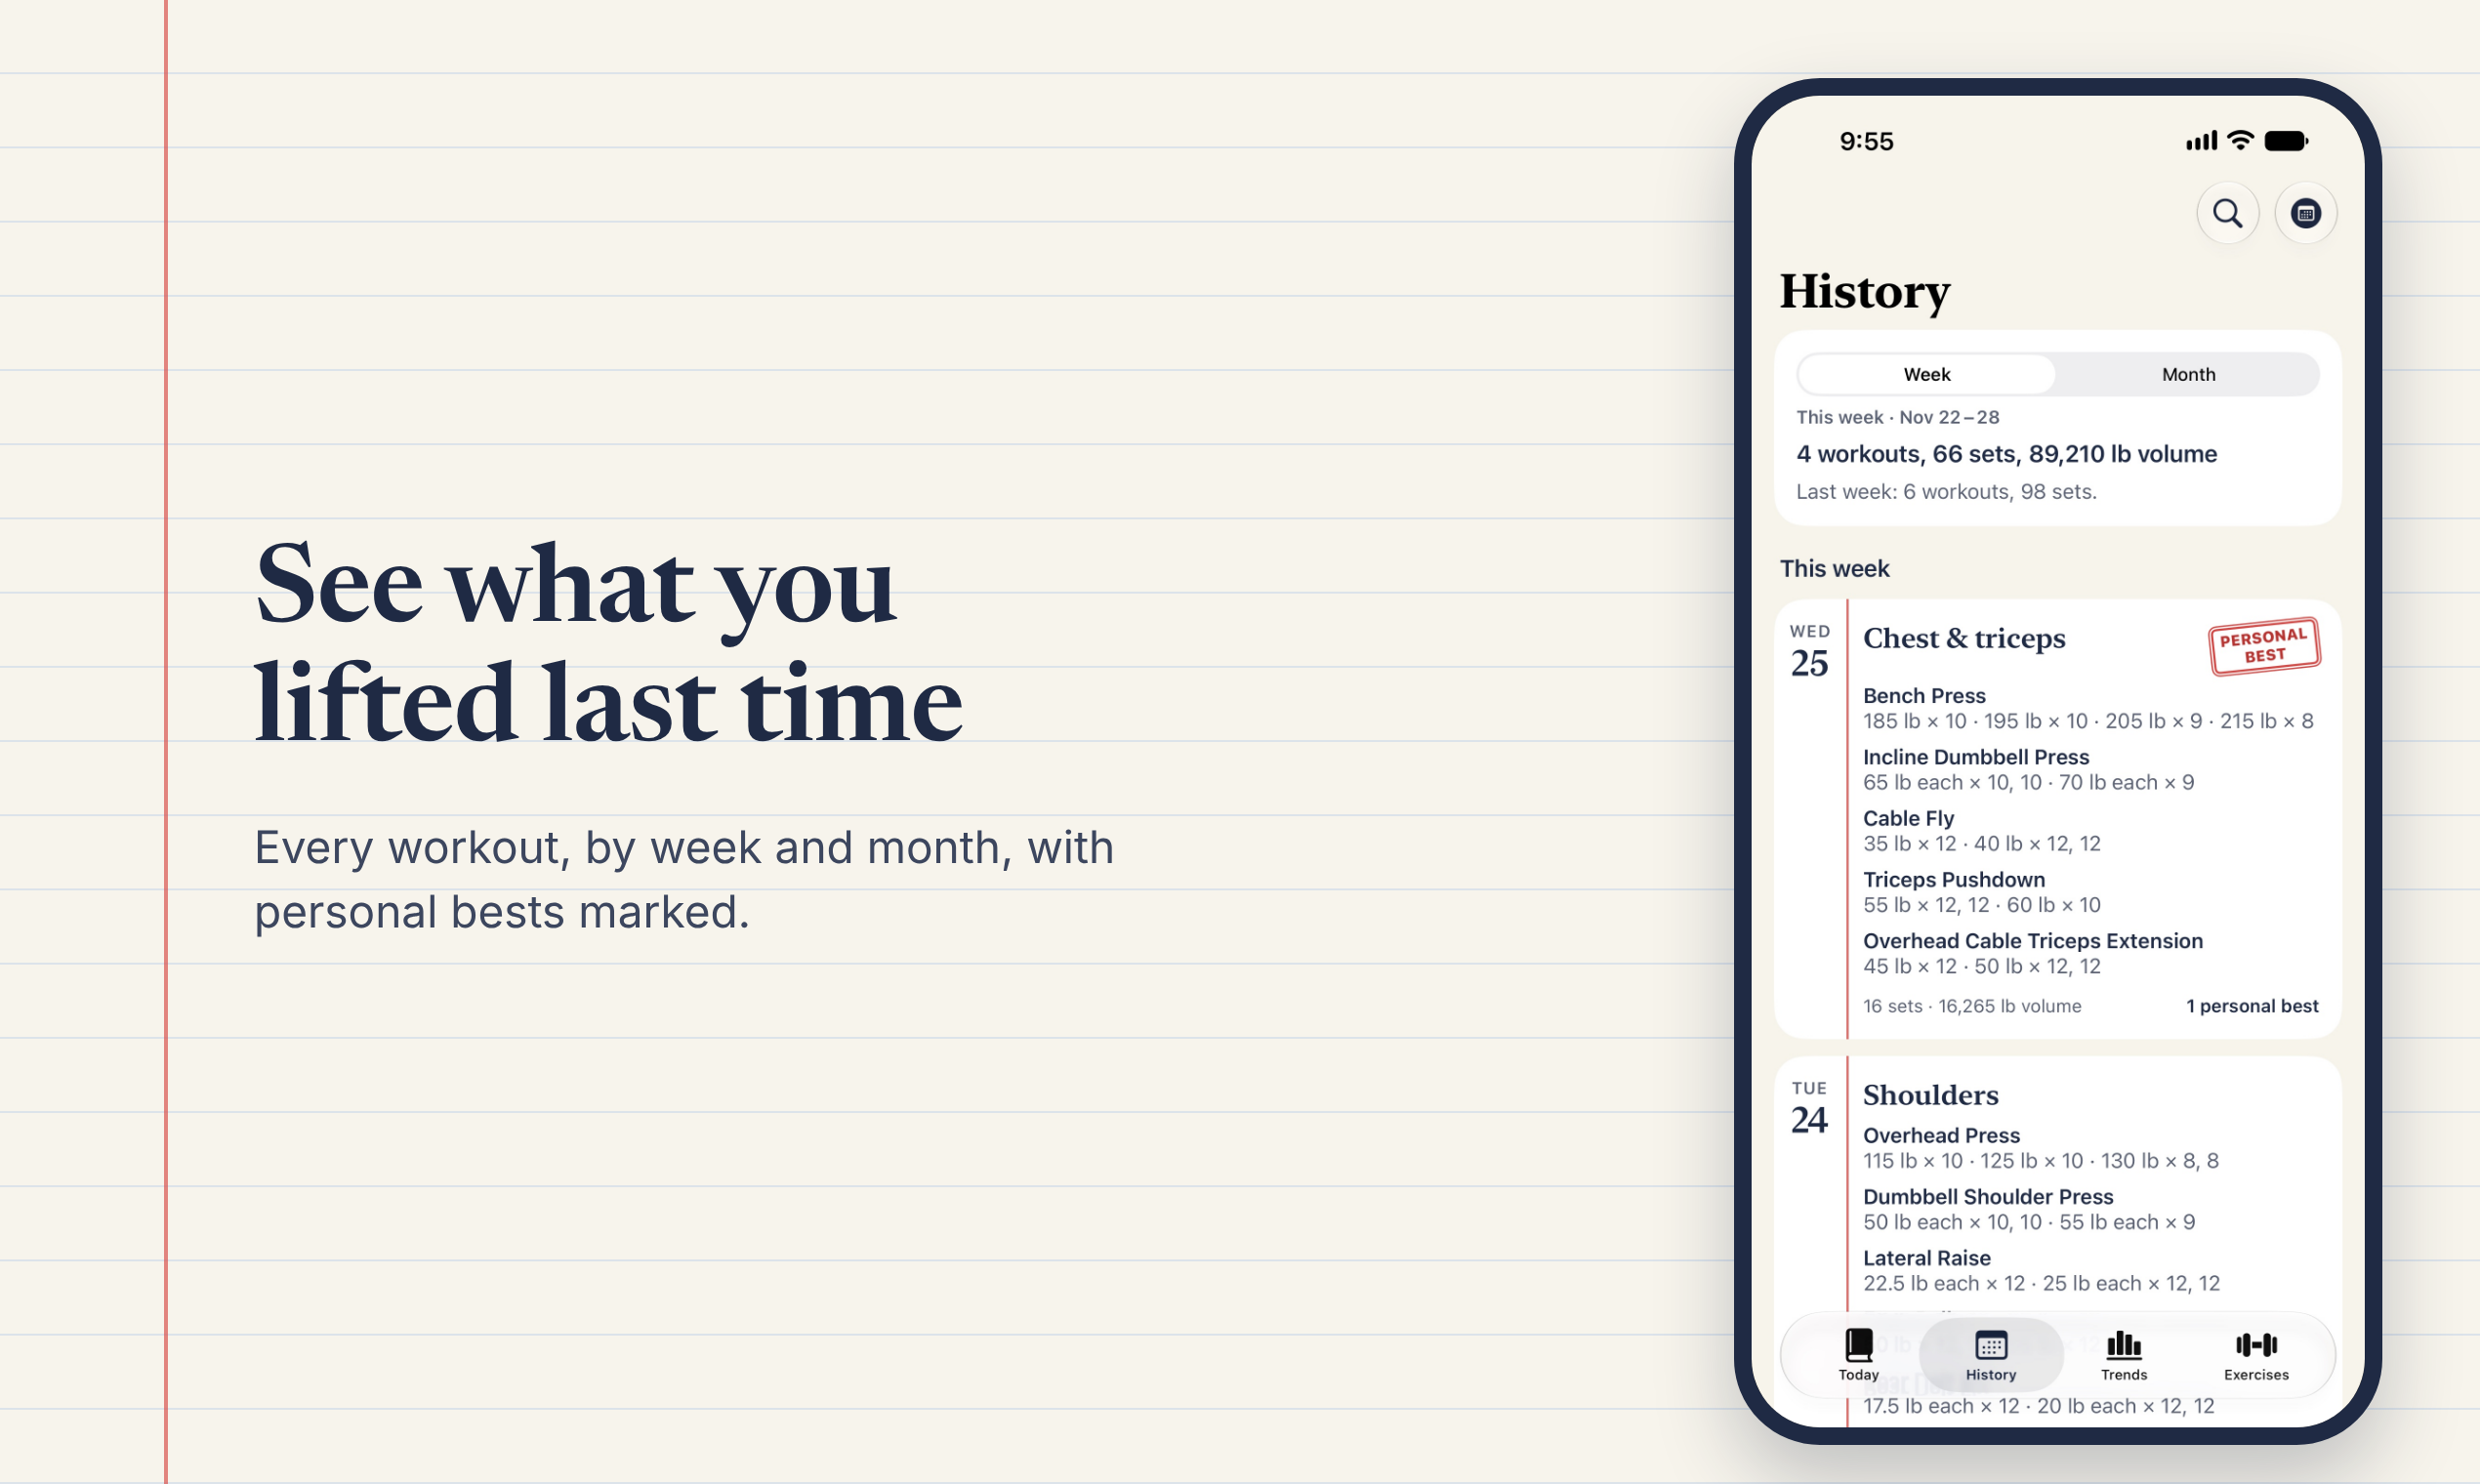 See what you
lifted last time
Every workout, by week and month, with
personal bests marked.
9:55
History
Week
Month
This week · Nov 22–28
4 workouts, 66 sets, 89,210 lb volume
Last week: 6 workouts, 98 sets.
This week
WED
25
Chest & triceps
PERSONAL
BEST
Bench Press
185 lb × 10 · 195 lb × 10 · 205 lb × 9 · 215 lb × 8
Incline Dumbbell Press
65 lb each × 10, 10 · 70 lb each × 9
Cable Fly
35 lb × 12 · 40 lb × 12, 12
Triceps Pushdown
55 lb × 12, 12 · 60 lb × 10
Overhead Cable Triceps Extension
45 lb × 12 · 50 lb × 12, 12
16 sets · 16,265 lb volume
1 personal best
TUE
24
Shoulders
Overhead Press
115 lb × 10 · 125 lb × 10 · 130 lb × 8, 8
Dumbbell Shoulder Press
50 lb each × 10, 10 · 55 lb each × 9
Lateral Raise
22.5 lb each × 12 · 25 lb each × 12, 12
Today
History
Trends
Exercises
17.5 lb each × 12 · 20 lb each × 12, 12